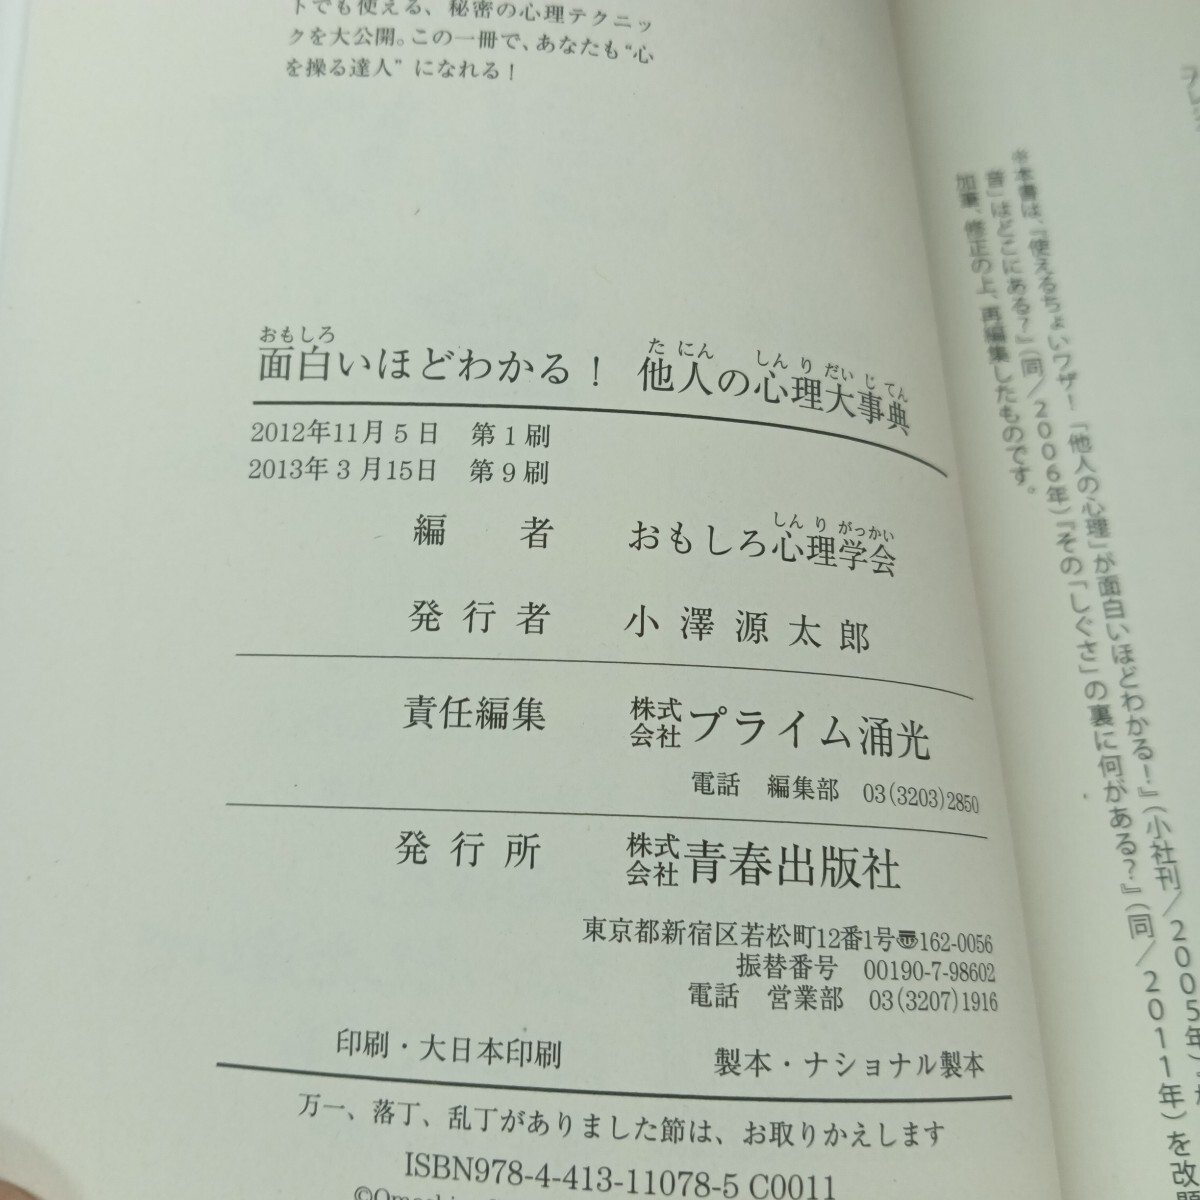 トでも使える、秘密の心理テクニッ
クを大公開。この一冊で、あなたも“心
を操る達人”になれる！
おもしろ　たにん　しんりだいじてん
面白いほどわかる！　他人の心理大事典
2012年11月5日　第1刷
2013年3月15日　第9刷
しんりがっかい
編　者　おもしろ心理学会
発行者　小澤源太郎
責任編集　株式会社プライム涌光
電話　編集部　03(3203)2850
発行所　株式会社青春出版社
東京都新宿区若松町12番1号〠162-0056
振替番号　00190-7-98602
電話　営業部　03(3207)1916
印刷・大日本印刷　製本・ナショナル製本
万一、落丁、乱丁がありました節は、お取りかえします
ISBN978-4-413-11078-5 C0011
※本書は、『使えるちょいワザ！「他人の心理」が面白いほどわかる！』（小社刊／2005年）
音」はどこにある？』（同／2006年）『その「しぐさ」の裏に何がある？』（同／2011年）を改
加筆、修正の上、再編集したものです。